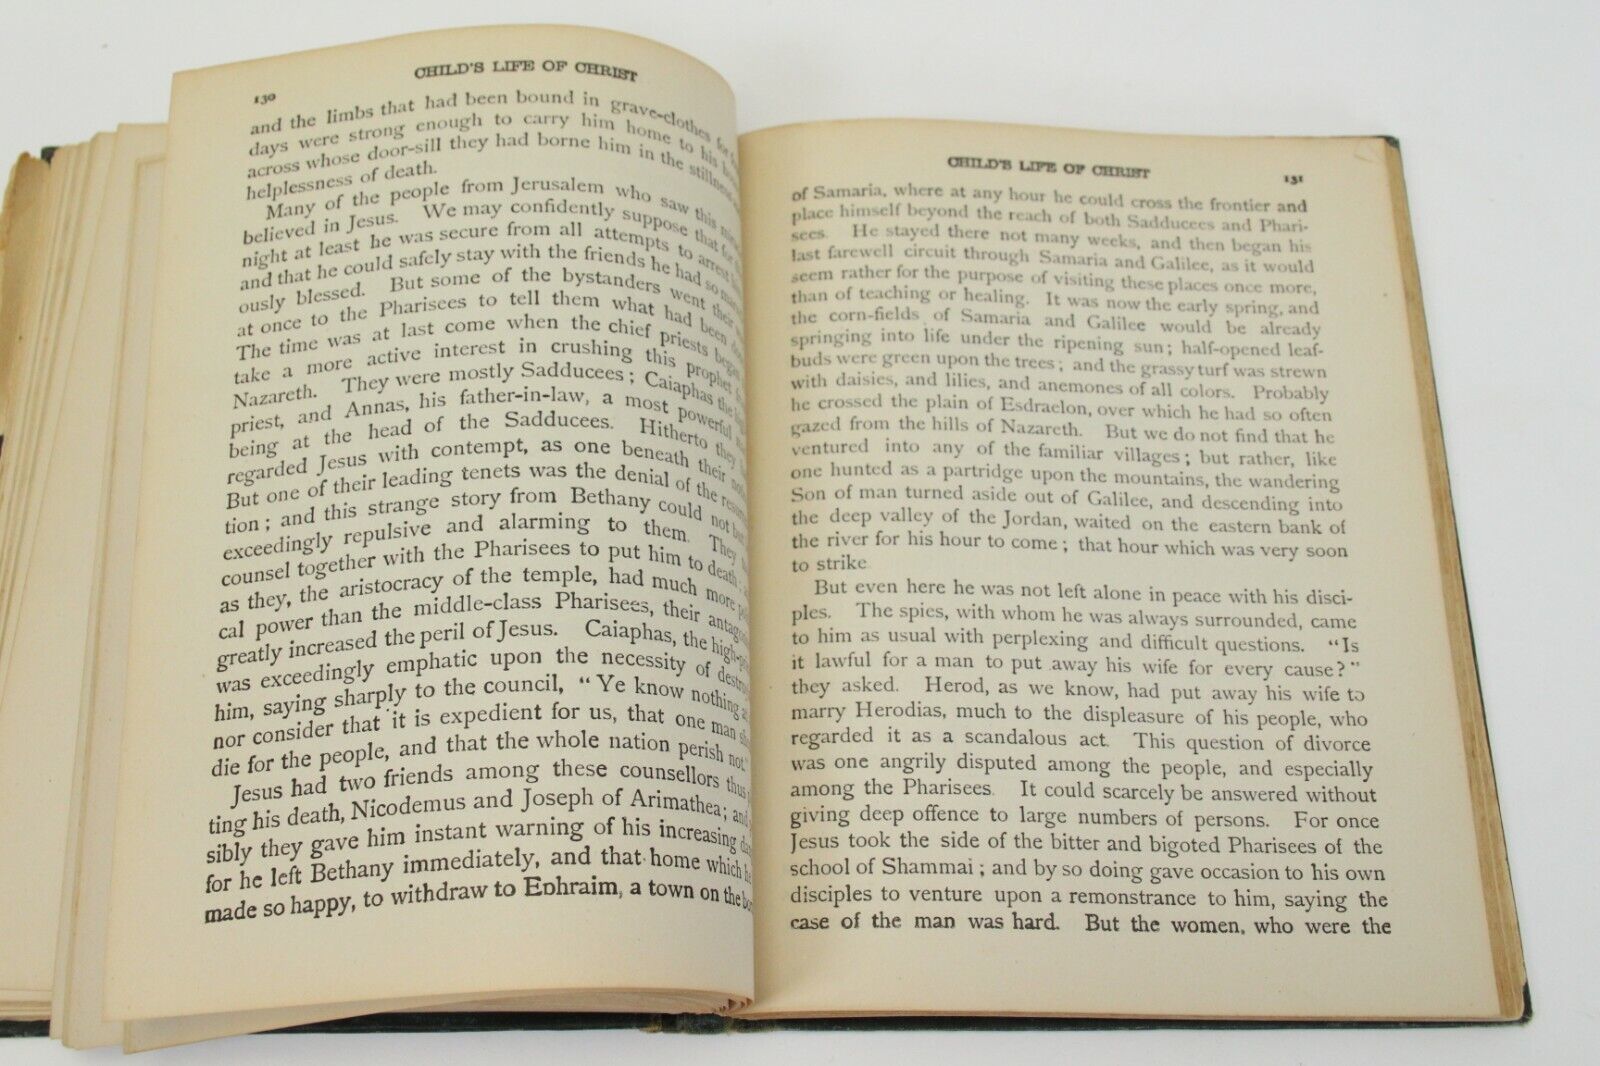 130
CHILD'S LIFE OF CHRIST
and the limbs that had been bound in grave-clothes for
days were strong enough to carry him home to his
across whose door-sill they had borne him in the stillness
helplessness of death.
Many of the people from Jerusalem who saw this
believed in Jesus. We may confidently suppose that for
night at least he was secure from all attempts to arrest
and that he could safely stay with the friends he had so
ously blessed. But some of the bystanders went their
at once to the Pharisees to tell them what had been
The time was at last come when the chief priests
take a more active interest in crushing this prophet
Nazareth. They were mostly Sadducees; Caiaphas the
priest, and Annas, his father-in-law, a most powerful
being at the head of the Sadducees. Hitherto they
regarded Jesus with contempt, as one beneath their
But one of their leading tenets was the denial of the
tion; and this strange story from Bethany could not but
exceedingly repulsive and alarming to them. They
counsel together with the Pharisees to put him to death;
as they, the aristocracy of the temple, had much more
cal power than the middle-class Pharisees, their
greatly increased the peril of Jesus. Caiaphas, the
was exceedingly emphatic upon the necessity of
him, saying sharply to the council, "Ye know nothing
nor consider that it is expedient for us, that one man
die for the people, and that the whole nation perish not."
Jesus had two friends among these counsellors thus
ting his death, Nicodemus and Joseph of Arimathea; and
sibly they gave him instant warning of his increasing
for he left Bethany immediately, and that home which he
made so happy, to withdraw to Ephraim, a town on the
CHILD'S LIFE OF CHRIST
131
of Samaria, where at any hour he could cross the frontier and
place himself beyond the reach of both Sadducees and Phari-
sees. He stayed there not many weeks, and then began his
last farewell circuit through Samaria and Galilee, as it would
seem rather for the purpose of visiting these places once more,
than of teaching or healing. It was now the early spring, and
the corn-fields of Samaria and Galilee would be already
springing into life under the ripening sun; half-opened leaf-
buds were green upon the trees; and the grassy turf was strewn
with daisies, and lilies, and anemones of all colors. Probably
he crossed the plain of Esdraelon, over which he had so often
gazed from the hills of Nazareth. But we do not find that he
ventured into any of the familiar villages; but rather, like
one hunted as a partridge upon the mountains, the wandering
Son of man turned aside out of Galilee, and descending into
the deep valley of the Jordan, waited on the eastern bank of
the river for his hour to come; that hour which was very soon
to strike
But even here he was not left alone in peace with his disci-
ples. The spies, with whom he was always surrounded, came
to him as usual with perplexing and difficult questions. "Is
it lawful for a man to put away his wife for every cause?"
they asked. Herod, as we know, had put away his wife to
marry Herodias, much to the displeasure of his people, who
regarded it as a scandalous act. This question of divorce
was one angrily disputed among the people, and especially
among the Pharisees. It could scarcely be answered without
giving deep offence to large numbers of persons. For once
Jesus took the side of the bitter and bigoted Pharisees of the
school of Shammai; and by so doing gave occasion to his own
disciples to venture upon a remonstrance to him, saying the
case of the man was hard. But the women, who were the